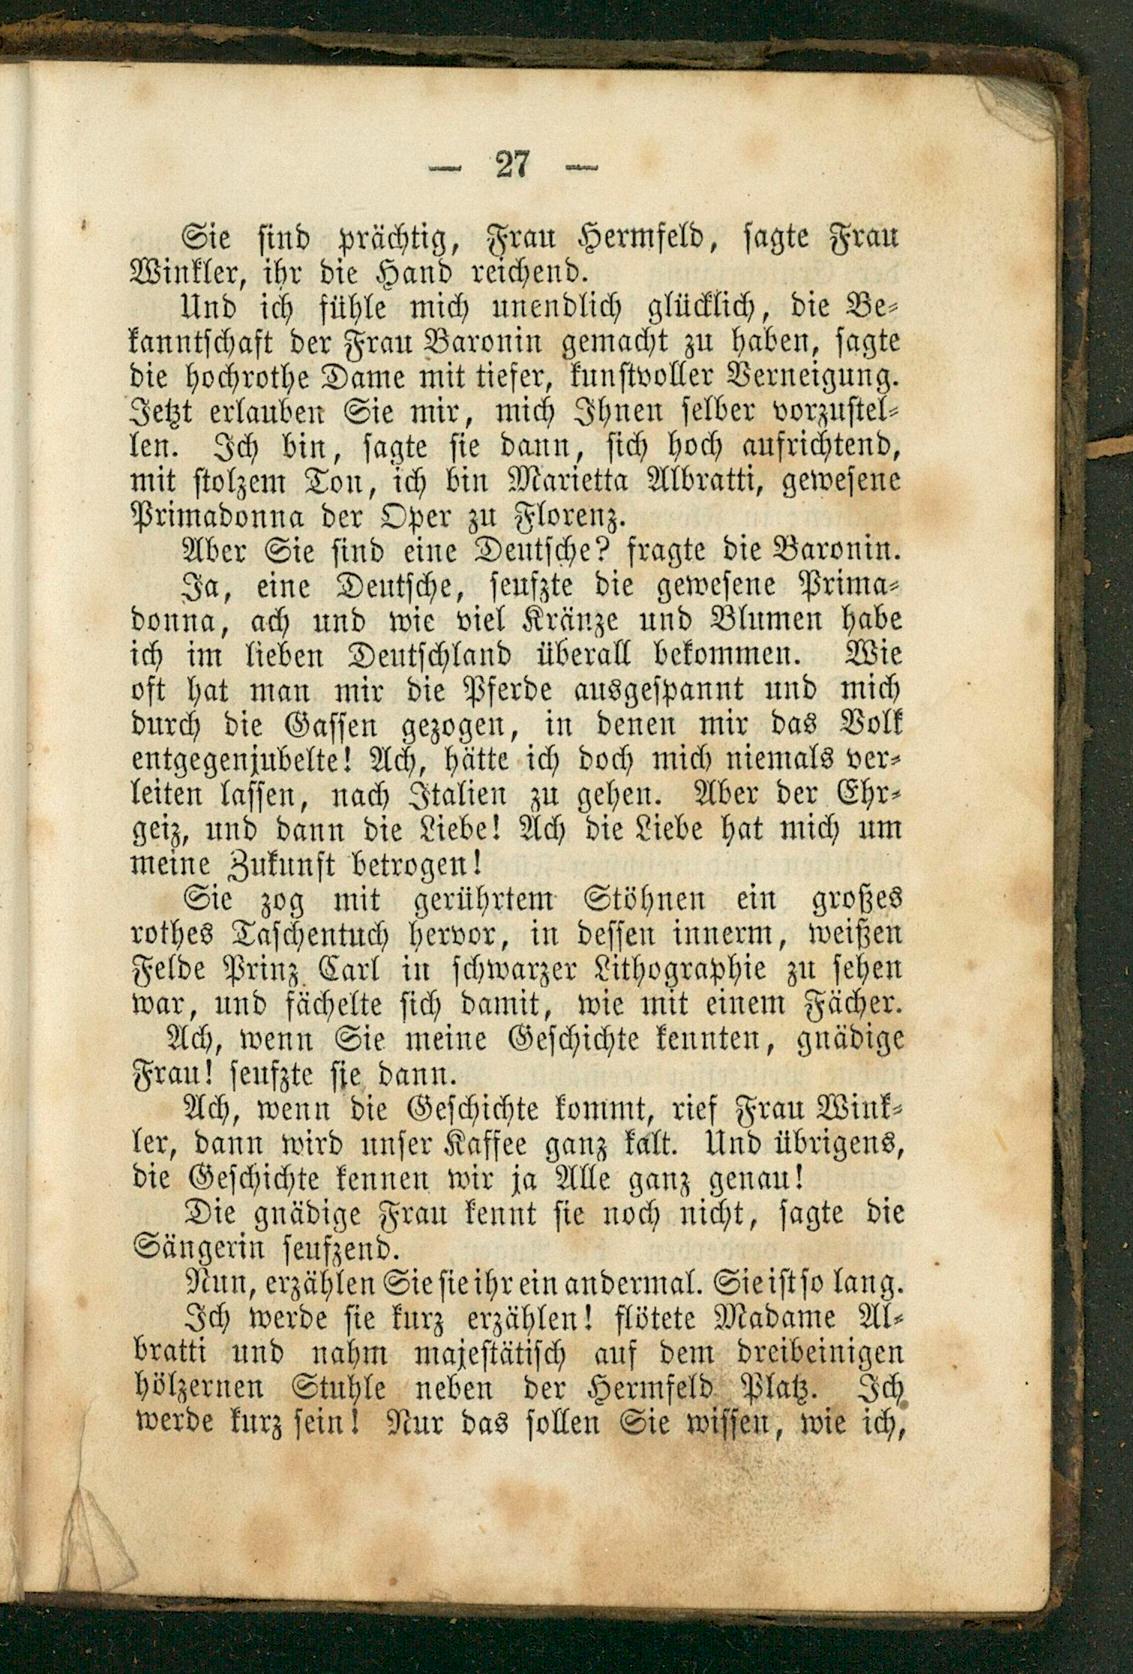 — 27 —
Sie sind prächtig, Frau Hermfeld, sagte Frau
Winkler, ihr die Hand reichend.
Und ich fühle mich unendlich glücklich, die Be-
kanntschaft der Frau Baronin gemacht zu haben, sagte
die hochrothe Dame mit tiefer, kunstvoller Verneigung.
Jetzt erlauben Sie mir, mich Ihnen selber vorzustel-
len. Ich bin, sagte sie dann, sich hoch aufrichtend,
mit stolzem Ton, ich bin Marietta Albratti, gewesene
Primadonna der Oper zu Florenz.
Aber Sie sind eine Deutsche? fragte die Baronin.
Ja, eine Deutsche, seufzte die gewesene Prima-
donna, ach und wie viel Kränze und Blumen habe
ich im lieben Deutschland überall bekommen. Wie
oft hat man mir die Pferde ausgespannt und mich
durch die Gassen gezogen, in denen mir das Volk
entgegenjubelte! Ach, hätte ich doch mich niemals ver-
leiten lassen, nach Italien zu gehen. Aber der Ehr-
geiz, und dann die Liebe! Ach die Liebe hat mich um
meine Zukunft betrogen!
Sie zog mit gerührtem Stöhnen ein großes
rothes Taschentuch hervor, in dessen innerm, weißen
Felde Prinz Carl in schwarzer Lithographie zu sehen
war, und fächelte sich damit, wie mit einem Fächer.
Ach, wenn Sie meine Geschichte kennten, gnädige
Frau! seufzte sie dann.
Ach, wenn die Geschichte kommt, rief Frau Wink-
ler, dann wird unser Kaffee ganz kalt. Und übrigens,
die Geschichte kennen wir ja Alle ganz genau!
Die gnädige Frau kennt sie noch nicht, sagte die
Sängerin seufzend.
Nun, erzählen Sie sie ihr ein andermal. Sie ist so lang.
Ich werde sie kurz erzählen! flötete Madame Al-
bratti und nahm majestätisch auf dem dreibeinigen
hölzernen Stuhle neben der Hermfeld Platz. Ich
werde kurz sein! Nur das sollen Sie wissen, wie ich,